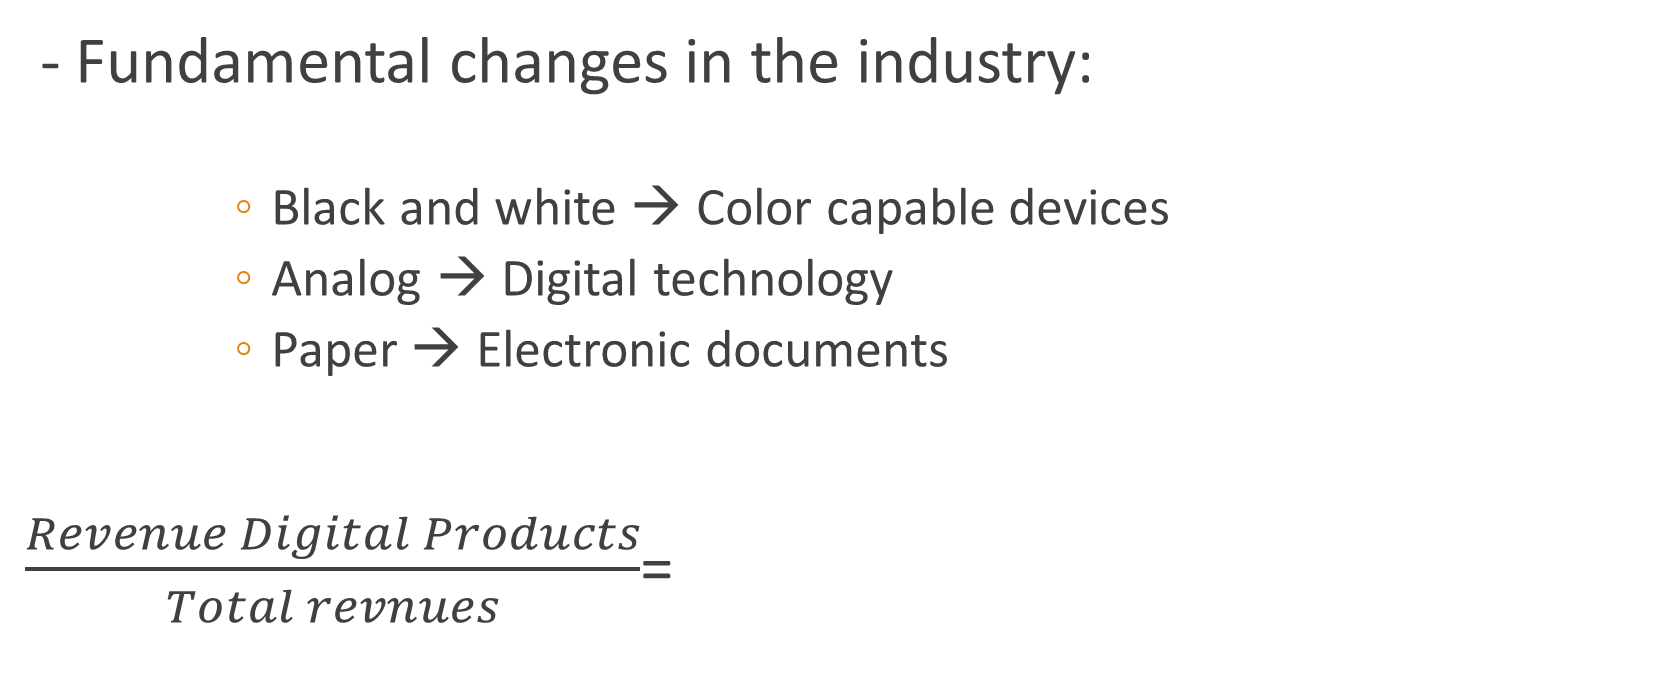 - Fundamental changes in the industry:
◦ Black and white → Color capable devices
◦ Analog → Digital technology
◦ Paper → Electronic documents
Revenue Digital Products
=
Total revnues